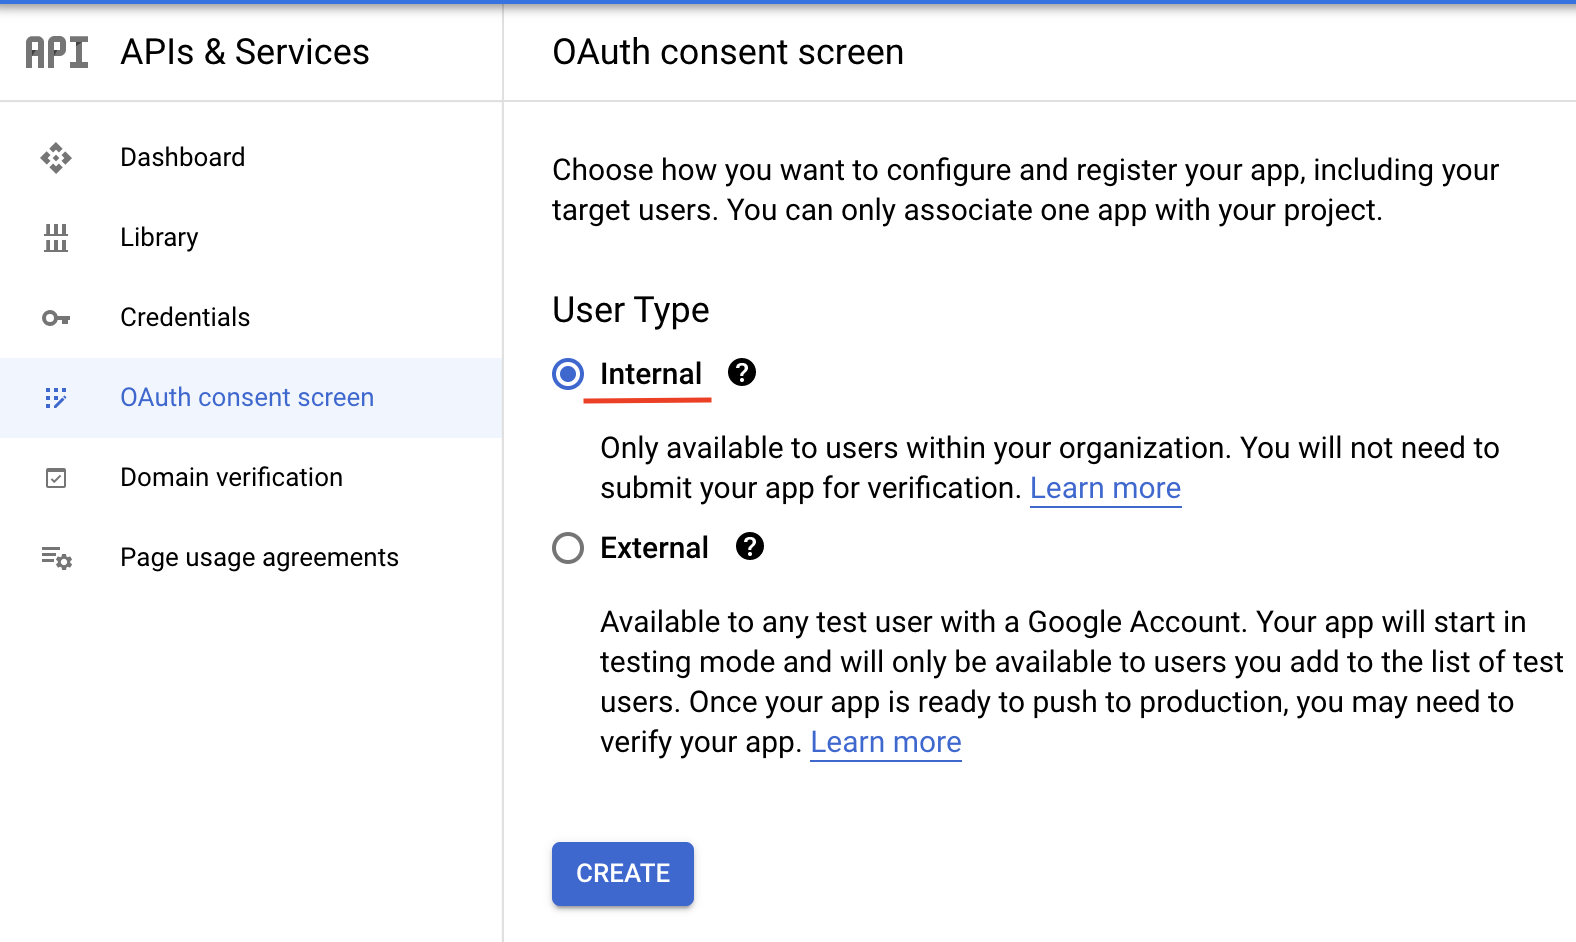 API APIs & Services
OAuth consent screen
Dashboard
Library
Credentials
OAuth consent screen
Domain verification
Page usage agreements
Choose how you want to configure and register your app, including your
target users. You can only associate one app with your project.
User Type
Internal ?
Only available to users within your organization. You will not need to
submit your app for verification. Learn more
External ?
Available to any test user with a Google Account. Your app will start in
testing mode and will only be available to users you add to the list of test
users. Once your app is ready to push to production, you may need to
verify your app. Learn more
CREATE